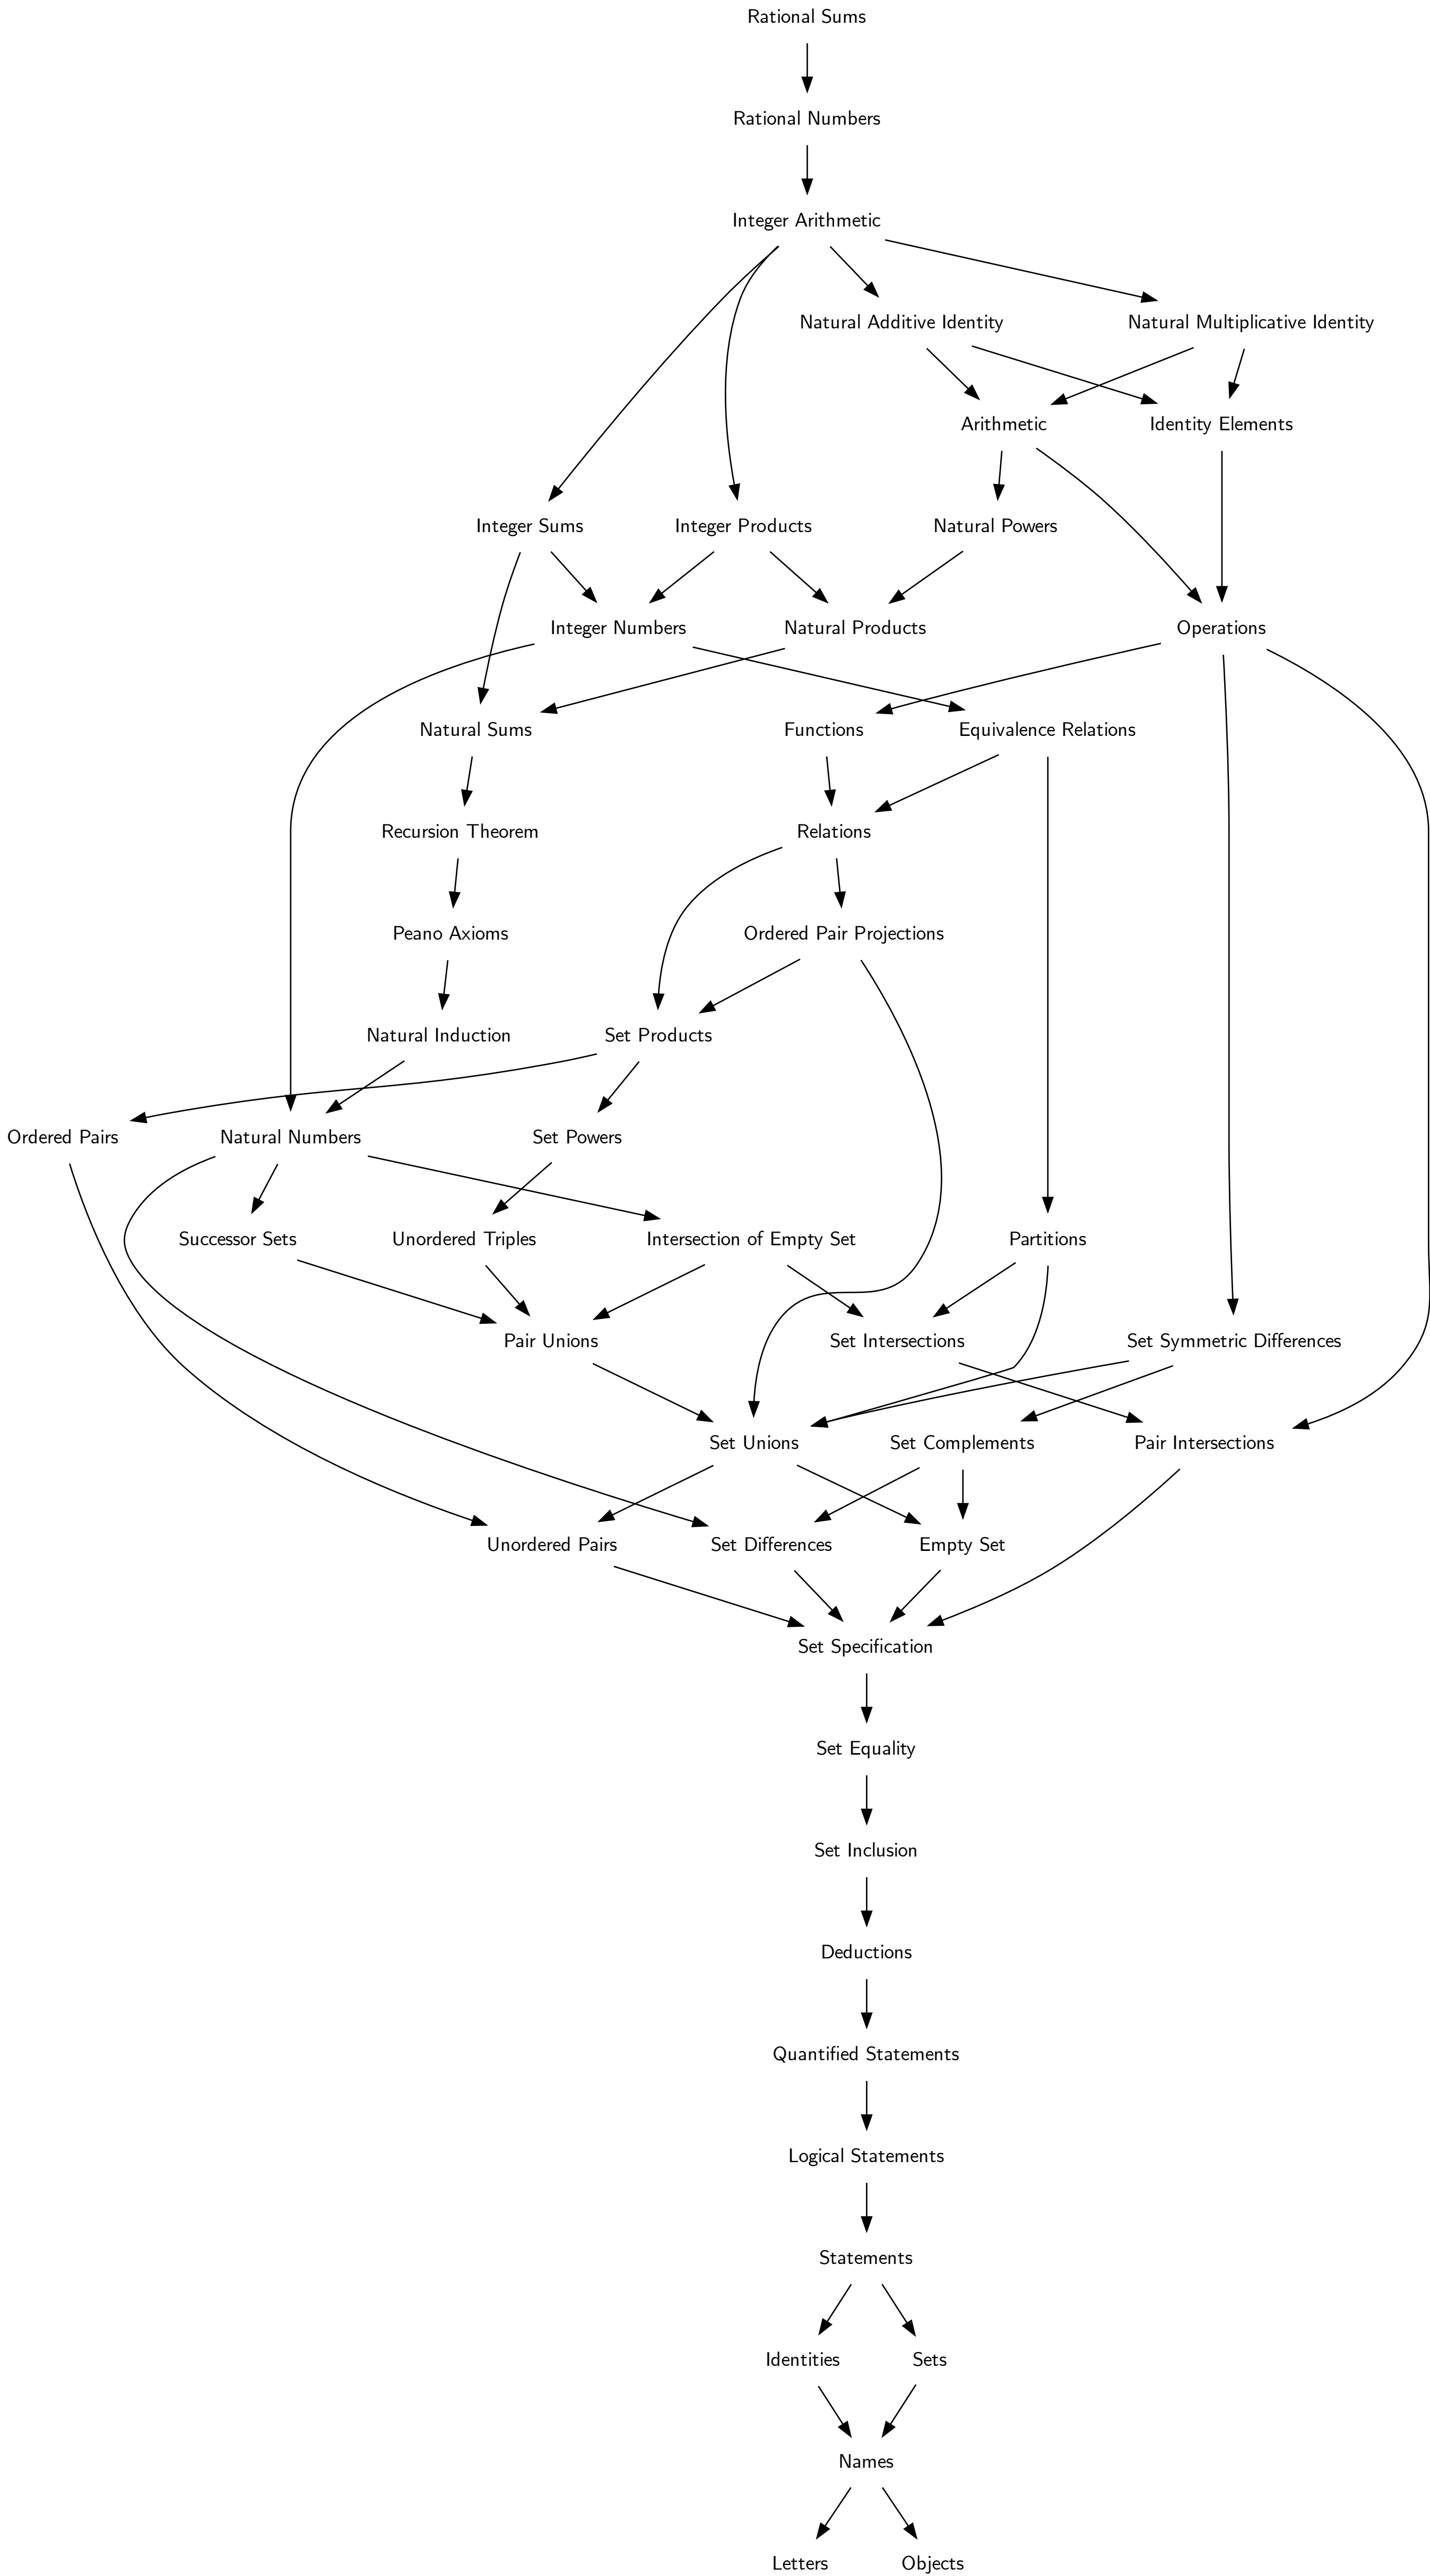 Rational Sums
Rational Numbers
Integer Arithmetic
Natural Additive Identity
Natural Multiplicative Identity
Arithmetic
Identity Elements
Integer Sums
Integer Products
Natural Powers
Integer Numbers
Natural Products
Operations
Natural Sums
Functions
Equivalence Relations
Recursion Theorem
Relations
Peano Axioms
Ordered Pair Projections
Natural Induction
Set Products
Ordered Pairs
Natural Numbers
Set Powers
Successor Sets
Unordered Triples
Intersection of Empty Set
Partitions
Pair Unions
Set Intersections
Set Symmetric Differences
Set Unions
Set Complements
Pair Intersections
Unordered Pairs
Set Differences
Empty Set
Set Specification
Set Equality
Set Inclusion
Deductions
Quantified Statements
Logical Statements
Statements
Identities
Sets
Names
Letters
Objects